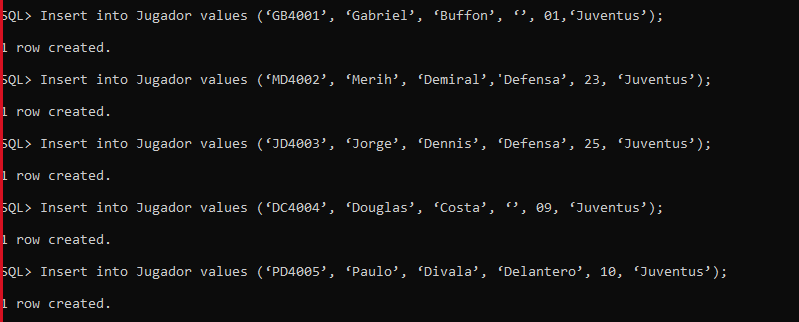 SQL> Insert into Jugador values (‘GB4001’, ‘Gabriel’, ‘Buffon’, ‘’, 01,‘Juventus’);
1 row created.
SQL> Insert into Jugador values (‘MD4002’, ‘Merih’, ‘Demiral’,'Defensa’, 23, ‘Juventus’);
1 row created.
SQL> Insert into Jugador values (‘JD4003’, ‘Jorge’, ‘Dennis’, ‘Defensa’, 25, ‘Juventus’);
1 row created.
SQL> Insert into Jugador values (‘DC4004’, ‘Douglas’, ‘Costa’, ‘’, 09, ‘Juventus’);
1 row created.
SQL> Insert into Jugador values (‘PD4005’, ‘Paulo’, ‘Divala’, ‘Delantero’, 10, ‘Juventus’);
1 row created.